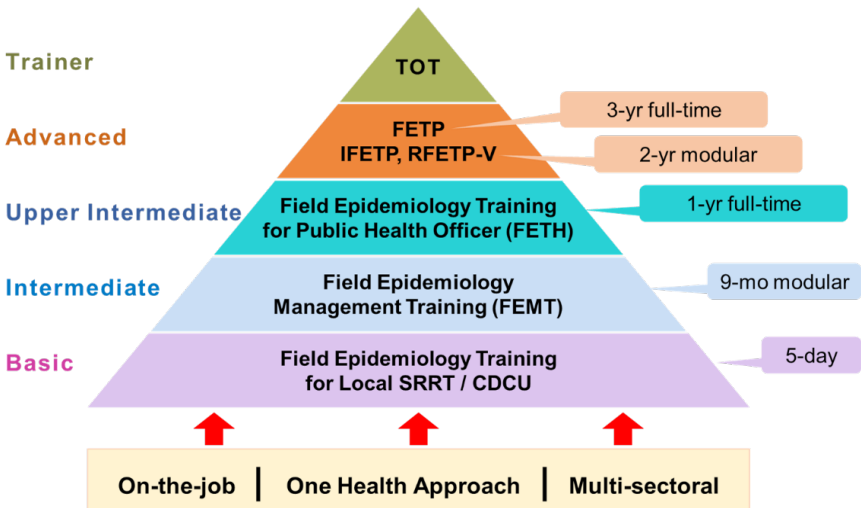 Trainer
TOT
Advanced
FETP
IFETP, RFETP-V
3-yr full-time
2-yr modular
Upper Intermediate
Field Epidemiology Training
for Public Health Officer (FETH)
1-yr full-time
Intermediate
Field Epidemiology
Management Training (FEMT)
9-mo modular
Basic
Field Epidemiology Training
for Local SRRT / CDCU
5-day
On-the-job | One Health Approach | Multi-sectoral